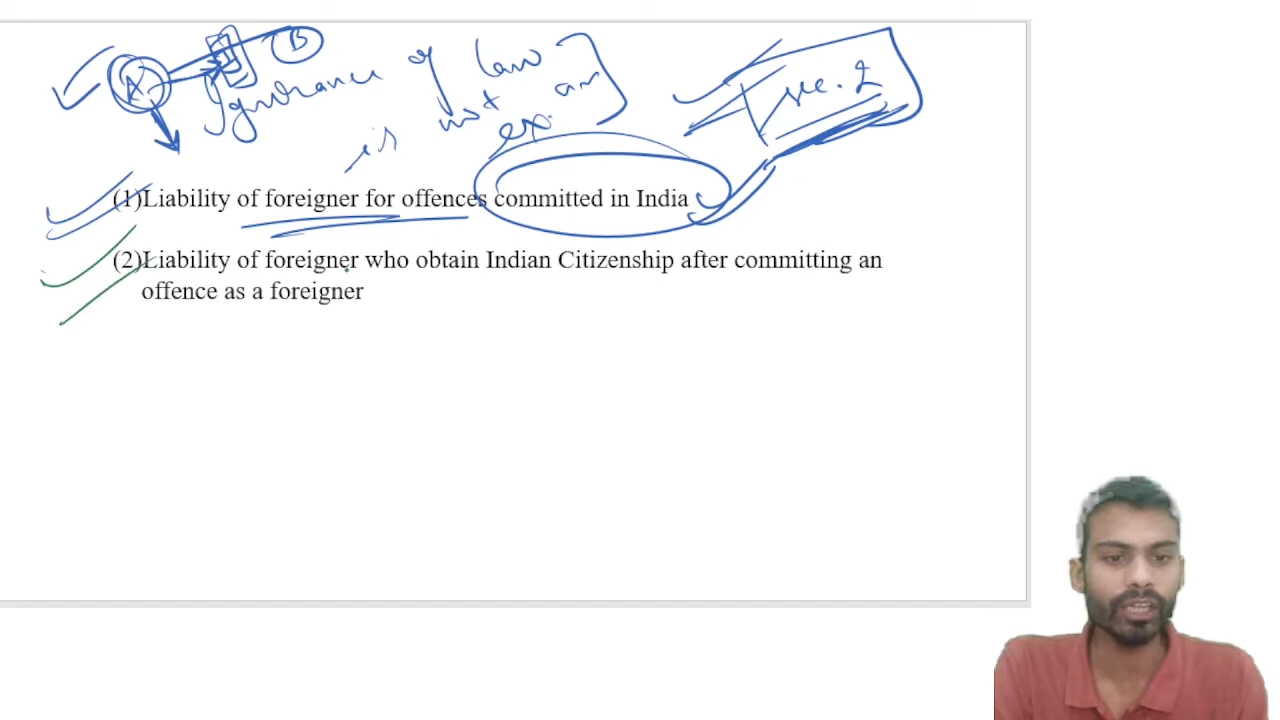 A B
Ignorance of law
is not an
ex.
sec. 2
(1)Liability of foreigner for offences committed in India
(2)Liability of foreigner who obtain Indian Citizenship after committing an
offence as a foreigner